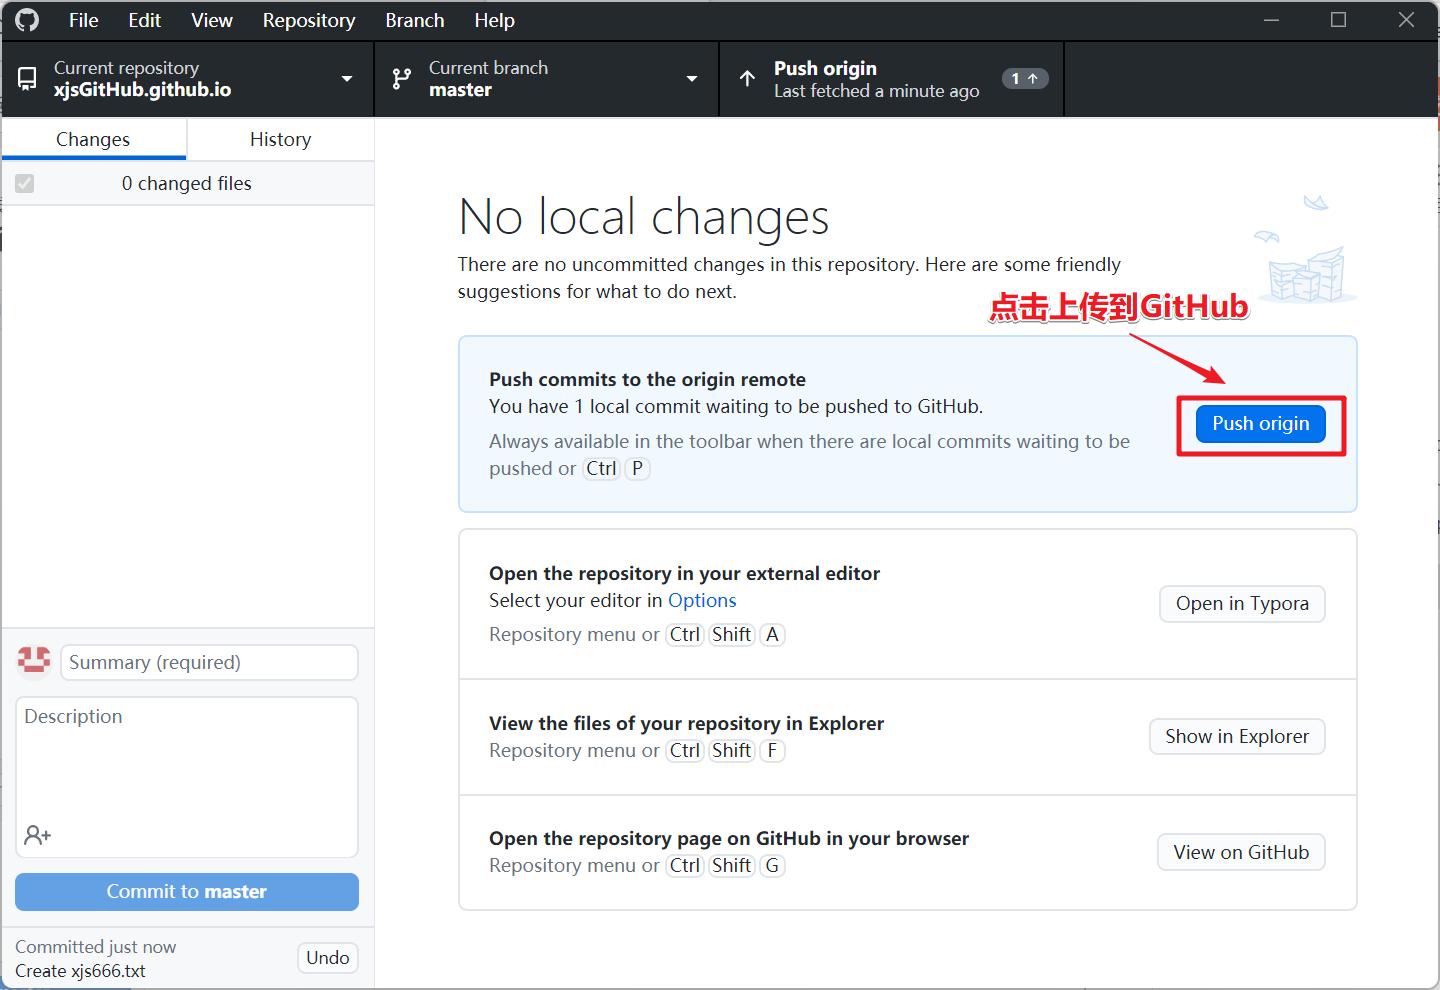 File Edit View Repository Branch Help
Current repository
xjsGitHub.github.io
Current branch
master
Push origin
Last fetched a minute ago
1
Changes
History
0 changed files
No local changes
There are no uncommitted changes in this repository. Here are some friendly
suggestions for what to do next.
点击上传到GitHub
Push commits to the origin remote
You have 1 local commit waiting to be pushed to GitHub.
Always available in the toolbar when there are local commits waiting to be
pushed or Ctrl P
Push origin
Open the repository in your external editor
Select your editor in Options
Repository menu or Ctrl Shift A
Open in Typora
View the files of your repository in Explorer
Repository menu or Ctrl Shift F
Show in Explorer
Open the repository page on GitHub in your browser
Repository menu or Ctrl Shift G
View on GitHub
Summary (required)
Description
Commit to master
Committed just now
Create xjs666.txt
Undo